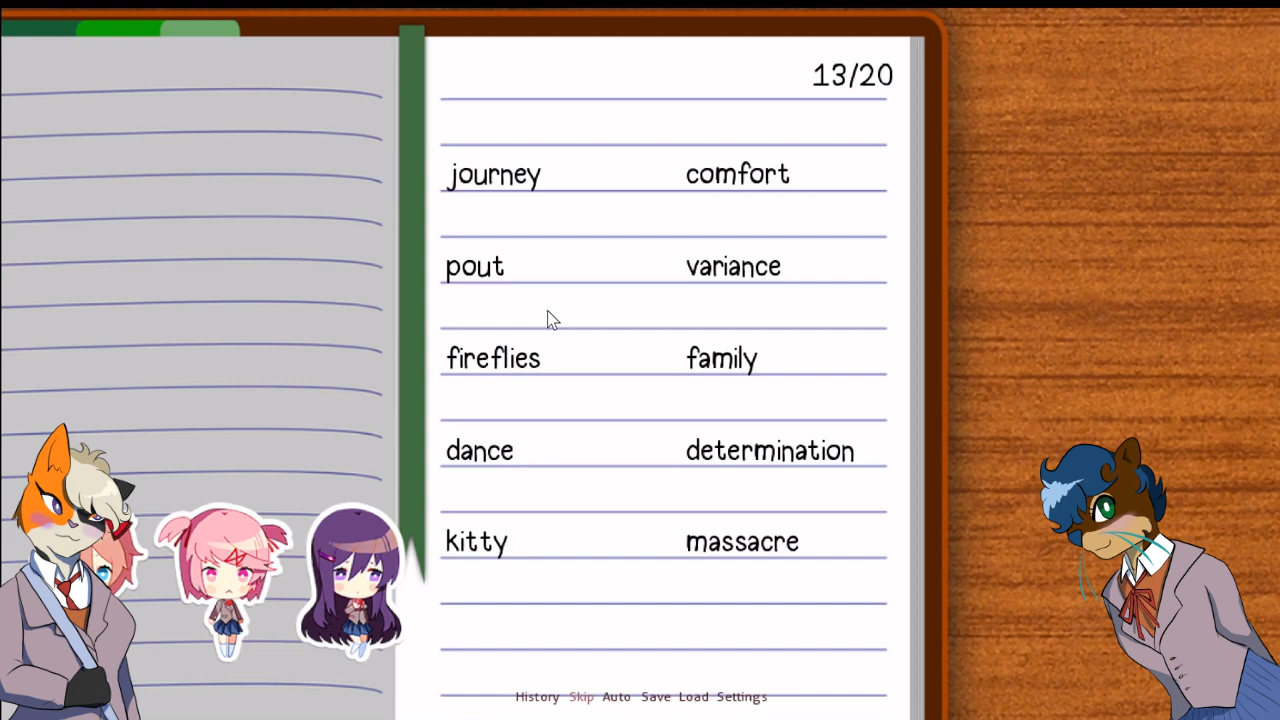 13/20
journey comfort
pout variance
fireflies family
dance determination
kitty massacre
History Skip Auto Save Load Settings